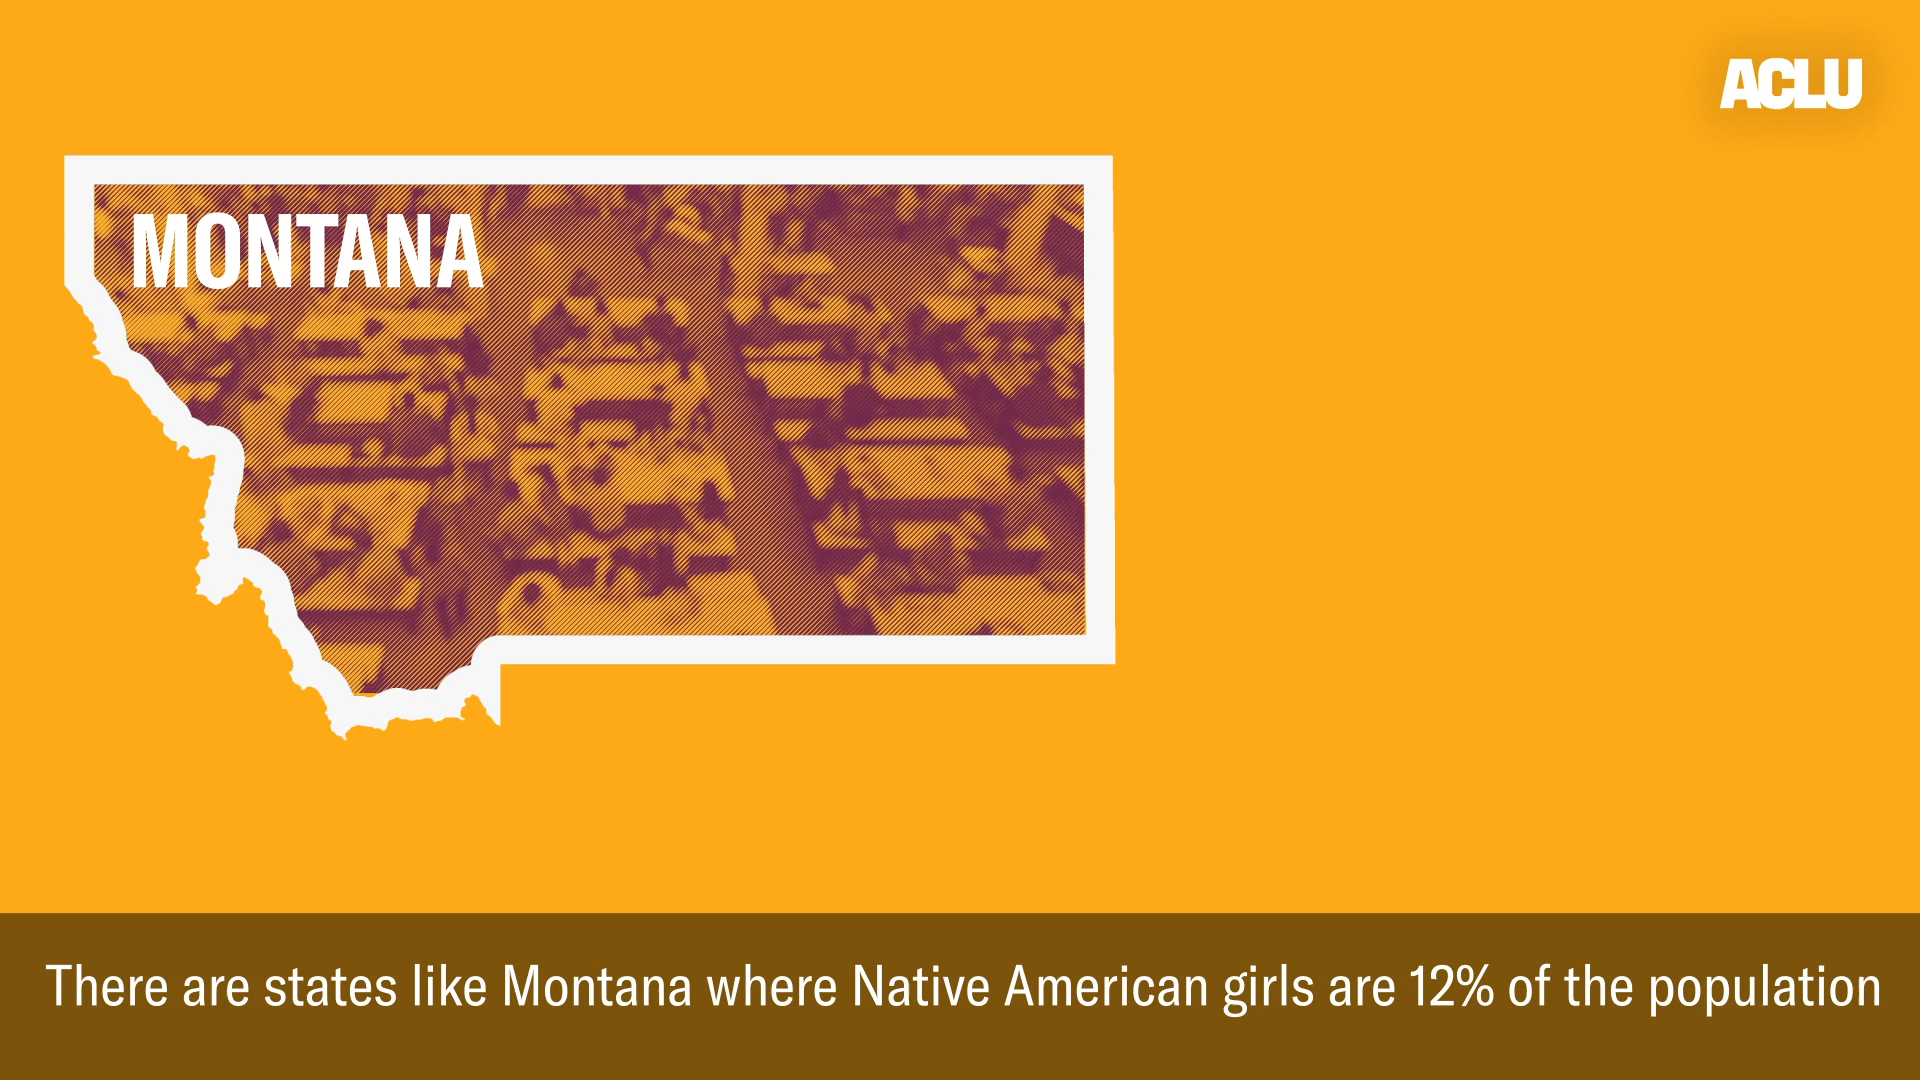 ACLU
MONTANA
There are states like Montana where Native American girls are 12% of the population